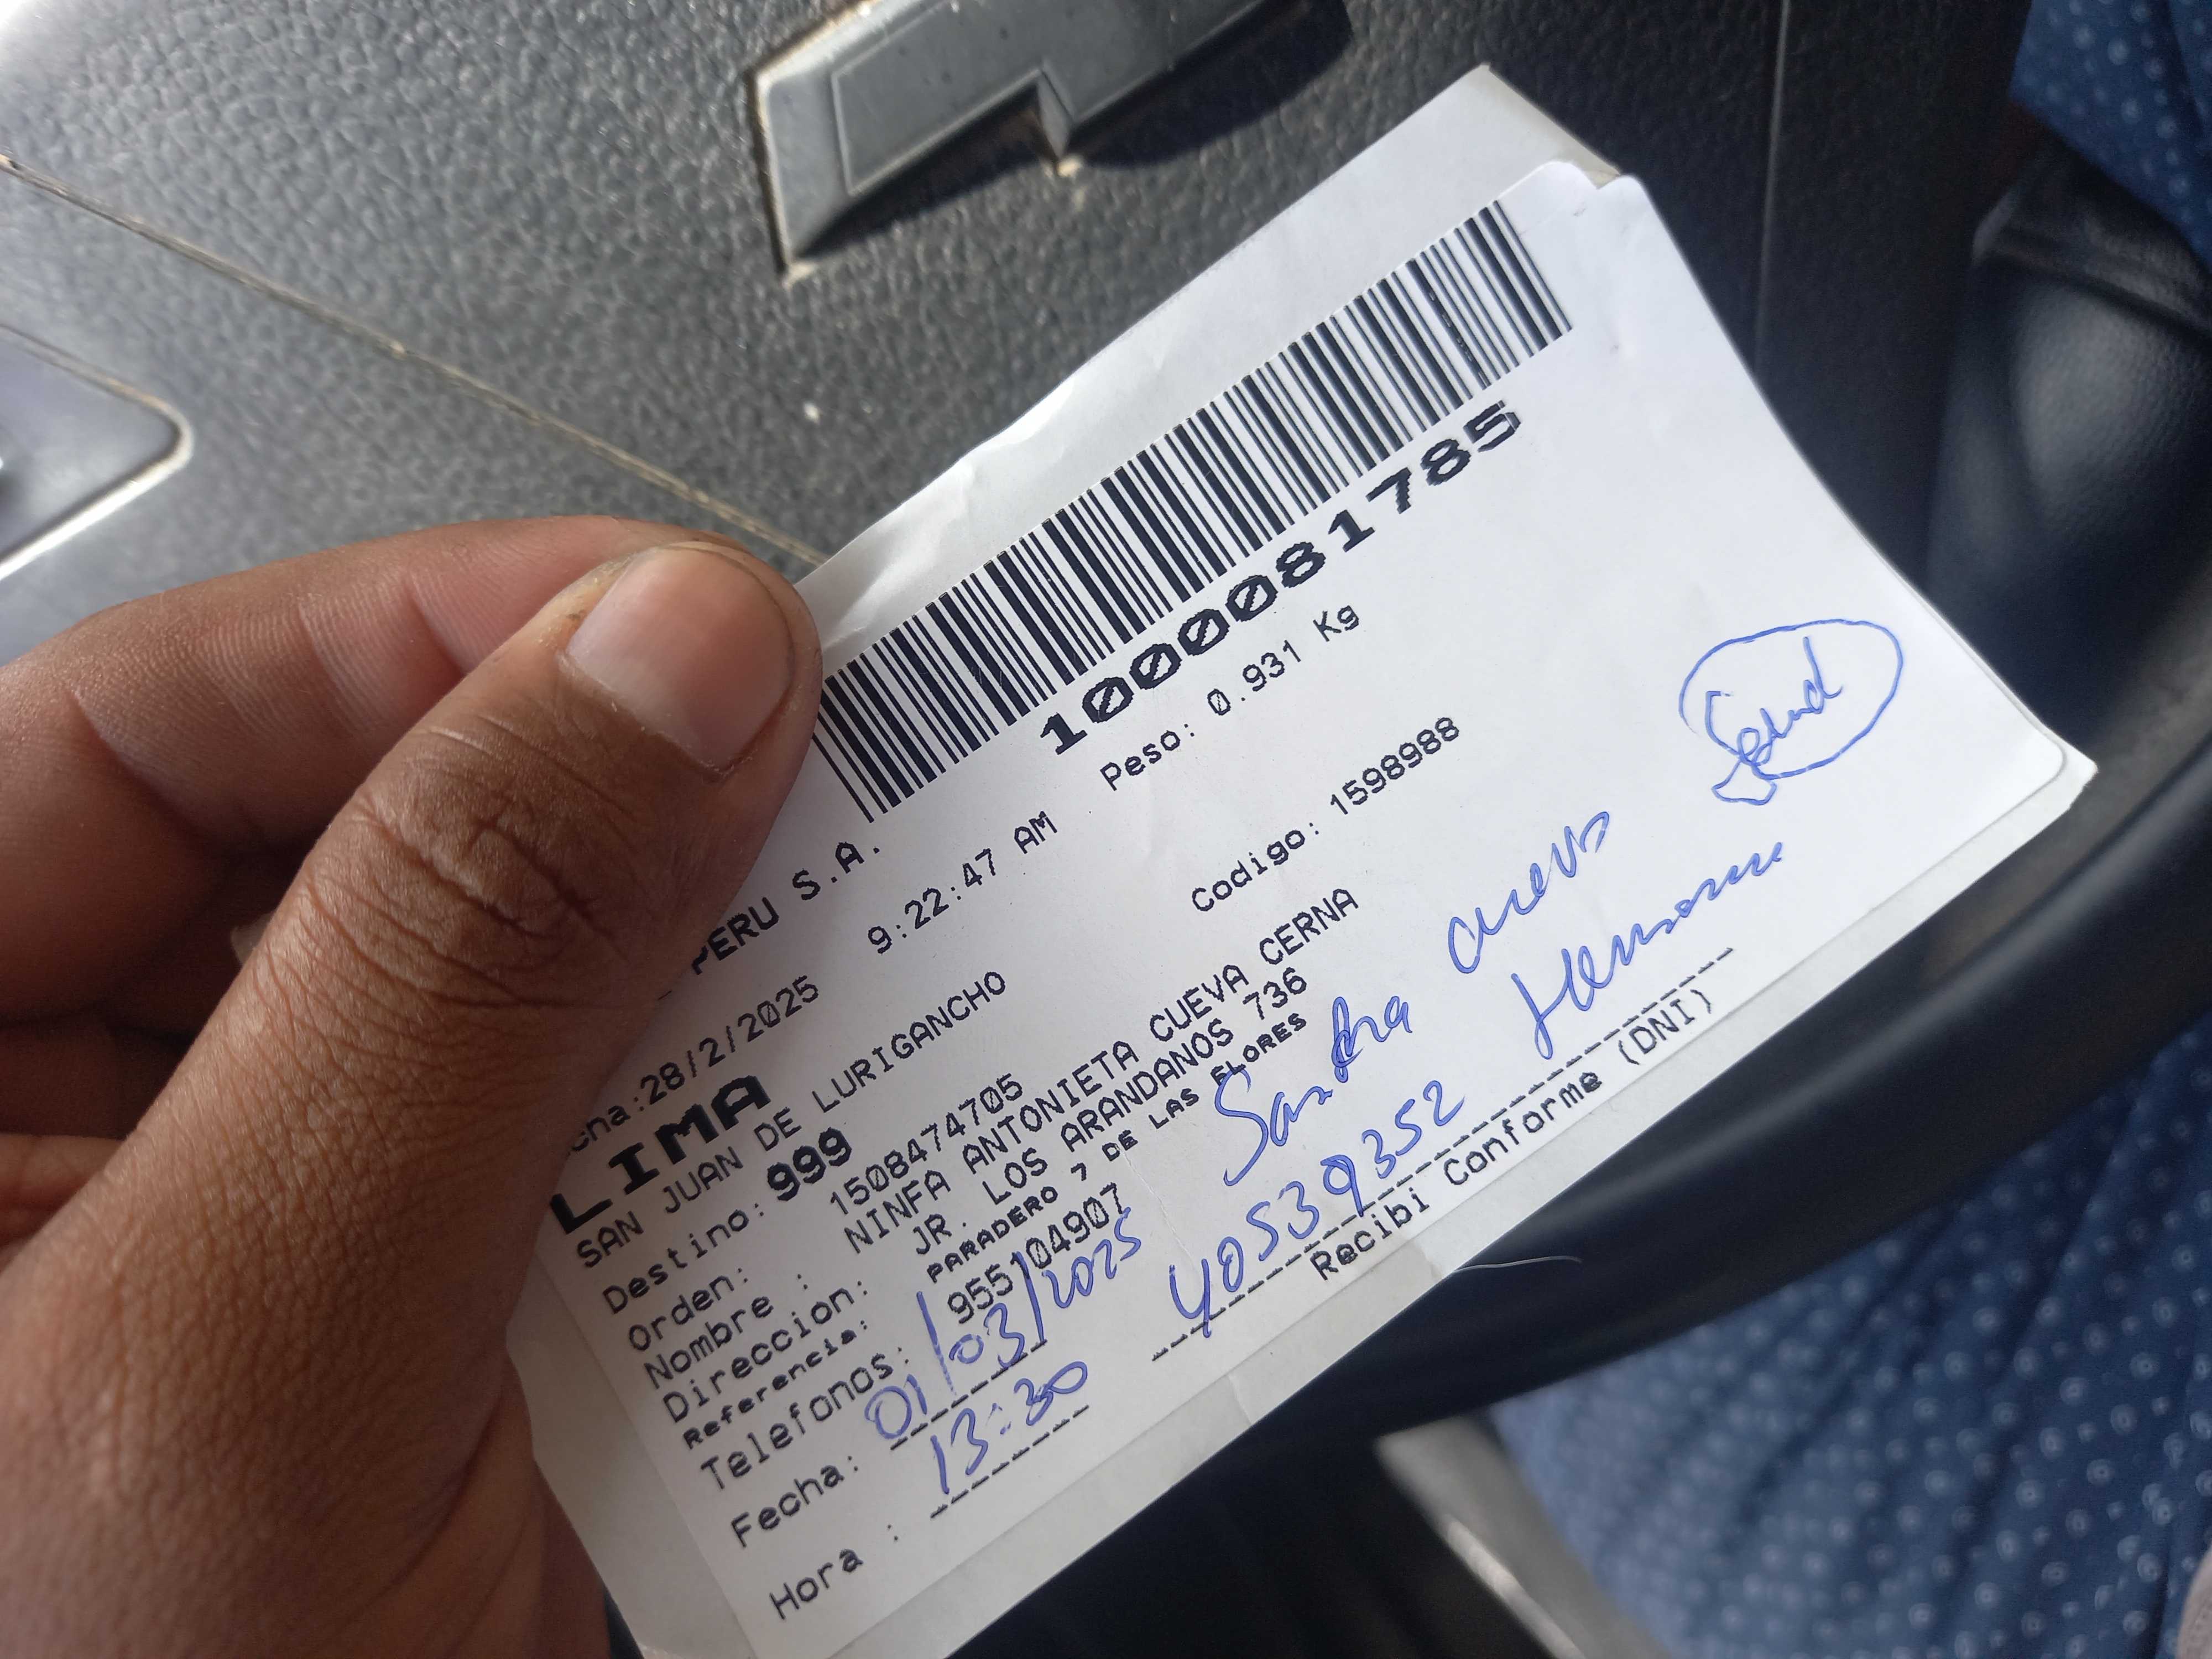 1000081785
PERU S.A.
Peso: 0.931 Kg
cha:28/2/2025 9:22:47 AM
LIMA
SAN JUAN DE LURIGANCHO
Codigo: 1598988
Destino: 999
Orden: 1508474705
Nombre : NINFA ANTONIETA CUEVA CERNA
Direccion: JR. LOS ARANDANOS 736
Referencia: PARADERO 7 DE LAS FLORES
Telefonos: 955104907
Fecha: 01/03/2025
Hora : 13:30
Sandra cueva
Hermana
40539352
Recibi Conforme (DNI)